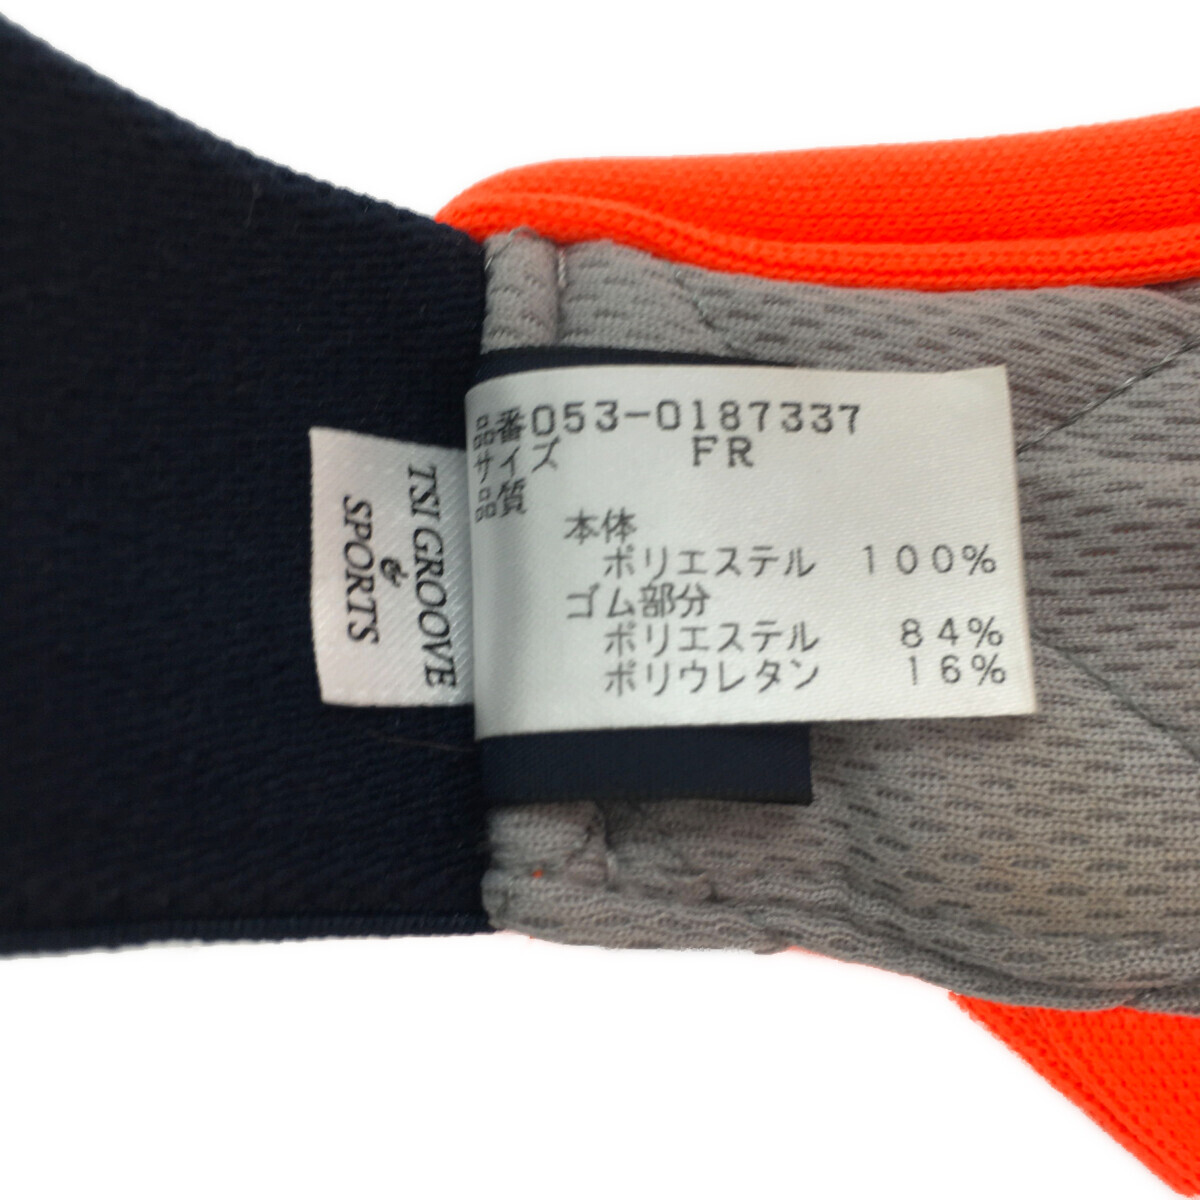 品番053-0187337
サイズ FR
品質
本体
ポリエステル 100%
ゴム部分
ポリエステル 84%
ポリウレタン 16%
TSI GROOVE
&
SPORTS